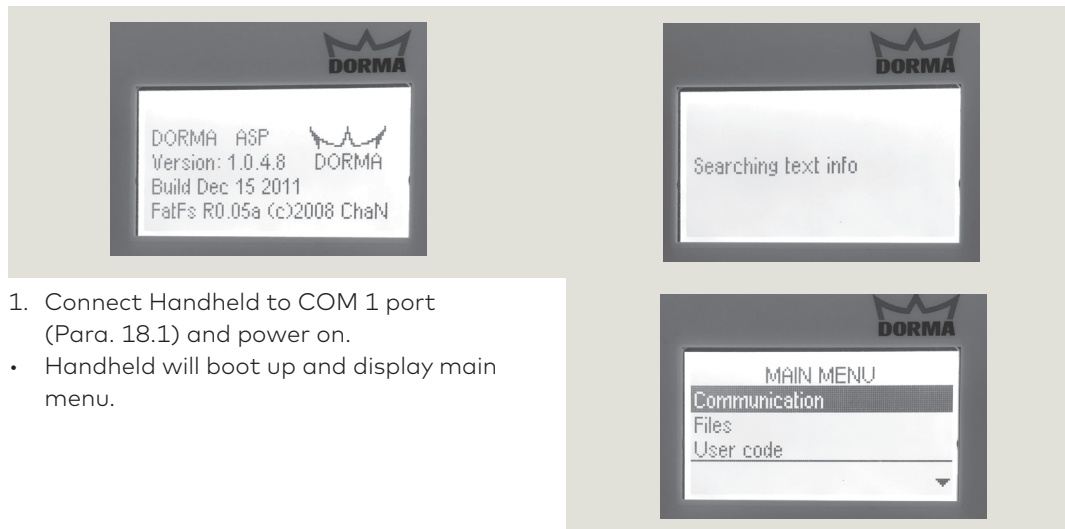 DORMA
DORMA ASP
Version: 1.0.4.8 DORMA
Build Dec 15 2011
FatFs R0.05a (c)2008 ChaN
DORMA
Searching text info
1. Connect Handheld to COM 1 port
(Para. 18.1) and power on.
• Handheld will boot up and display main
menu.
DORMA
MAIN MENU
Communication
Files
User code